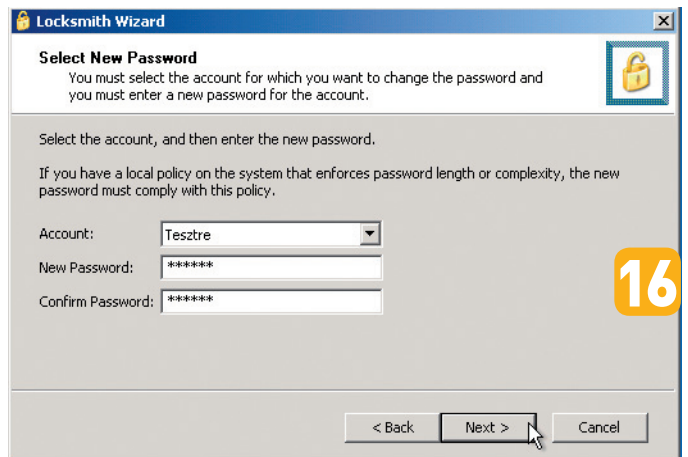 Locksmith Wizard
Select New Password
You must select the account for which you want to change the password and
you must enter a new password for the account.
Select the account, and then enter the new password.
If you have a local policy on the system that enforces password length or complexity, the new
password must comply with this policy.
Account: Tesztre
New Password: ******
Confirm Password: ******
16
< Back Next > Cancel